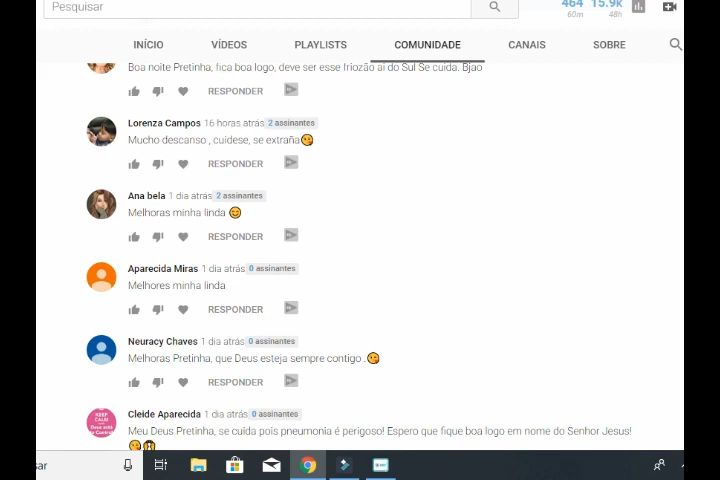 Pesquisar
464 15.9k
60m 48h
INÍCIO VÍDEOS PLAYLISTS COMUNIDADE CANAIS SOBRE
Boa noite Pretinha, fica boa logo, deve ser esse friozão aí do Sul Se cuida. Bjao
RESPONDER
Lorenza Campos 16 horas atrás 2 assinantes
Mucho descanso , cuidese, se extraña😘
RESPONDER
Ana bela 1 dia atrás 2 assinantes
Melhoras minha linda 😊
RESPONDER
Aparecida Miras 1 dia atrás 0 assinantes
Melhores minha linda
RESPONDER
Neuracy Chaves 1 dia atrás 0 assinantes
Melhoras Pretinha, que Deus esteja sempre contigo . 😘
RESPONDER
KEEP
CALM
Cleide Aparecida 1 dia atrás 0 assinantes
Meu Deus Pretinha, se cuida pois pneumonia é perigoso! Espero que fique boa logo em nome do Senhor Jesus!
sar